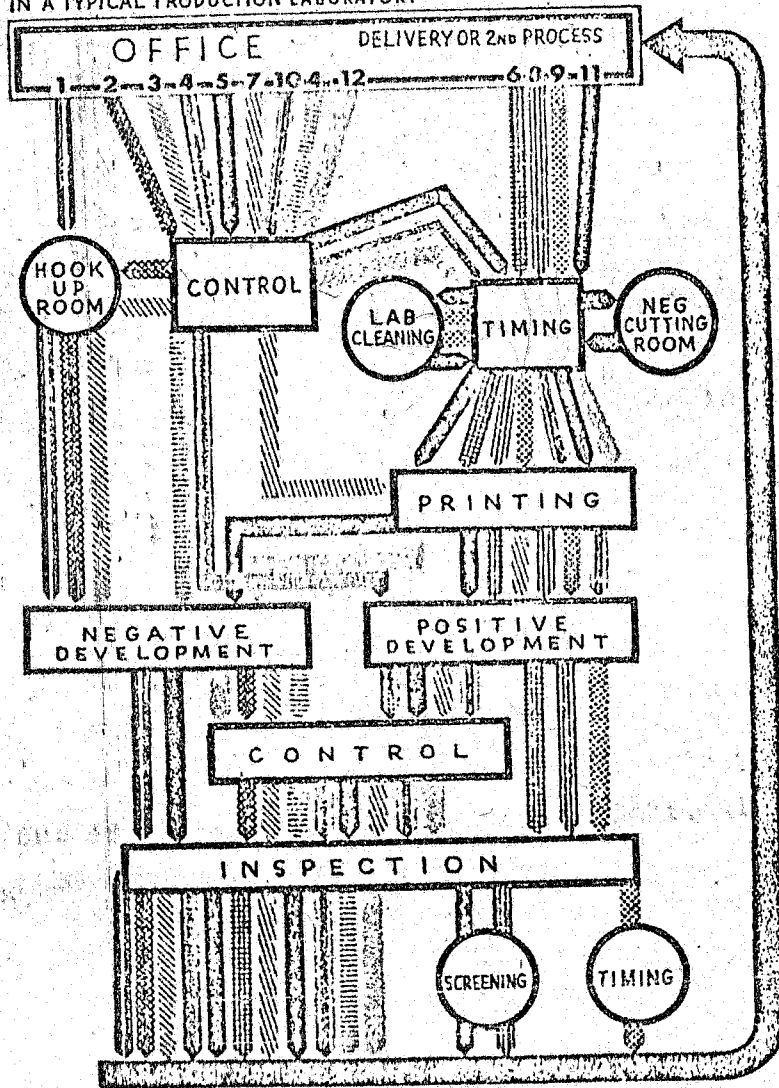 IN A TYPICAL PRODUCTION LABORATORY
OFFICE
DELIVERY OR 2ND PROCESS
1 2 3 4 5 7 10 4 12 6 8 9 11
HOOK
UP
ROOM
CONTROL
LAB
CLEANING
TIMING
NEG
CUTTING
ROOM
PRINTING
NEGATIVE
DEVELOPMENT
POSITIVE
DEVELOPMENT
CONTROL
INSPECTION
SCREENING
TIMING